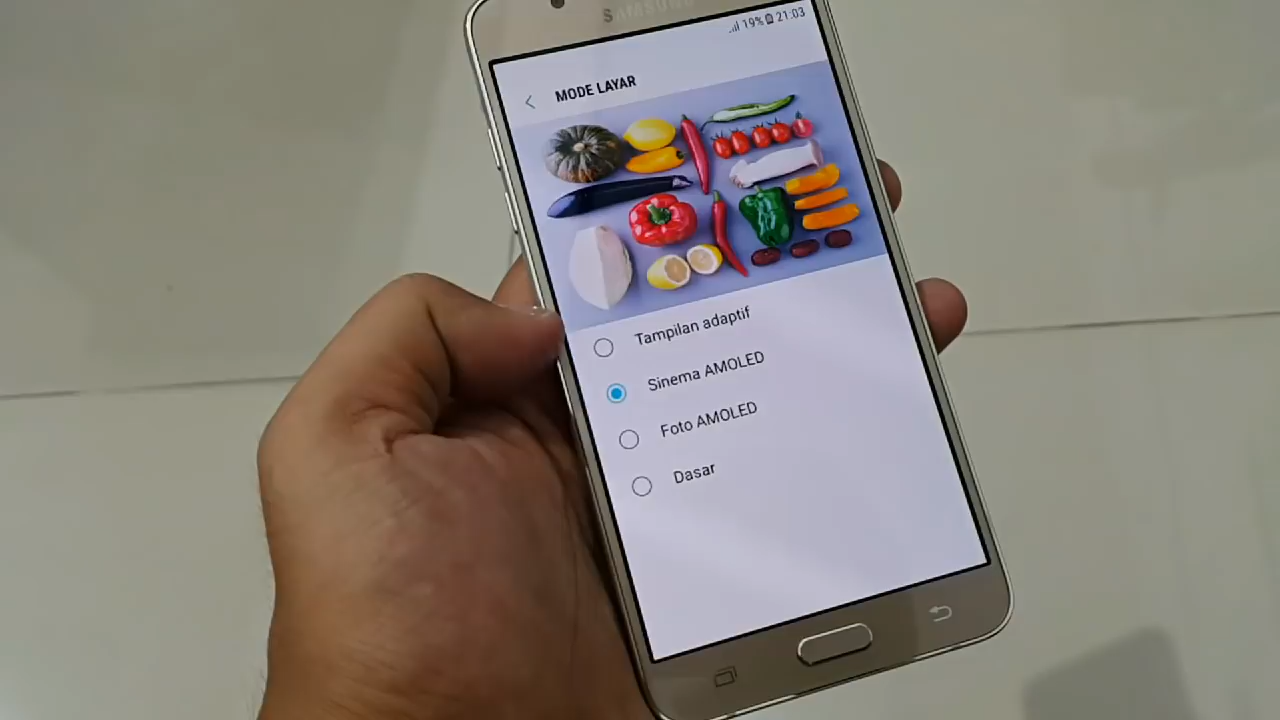 SAMSUNG
19% 21:03
MODE LAYAR
Tampilan adaptif
Sinema AMOLED
Foto AMOLED
Dasar